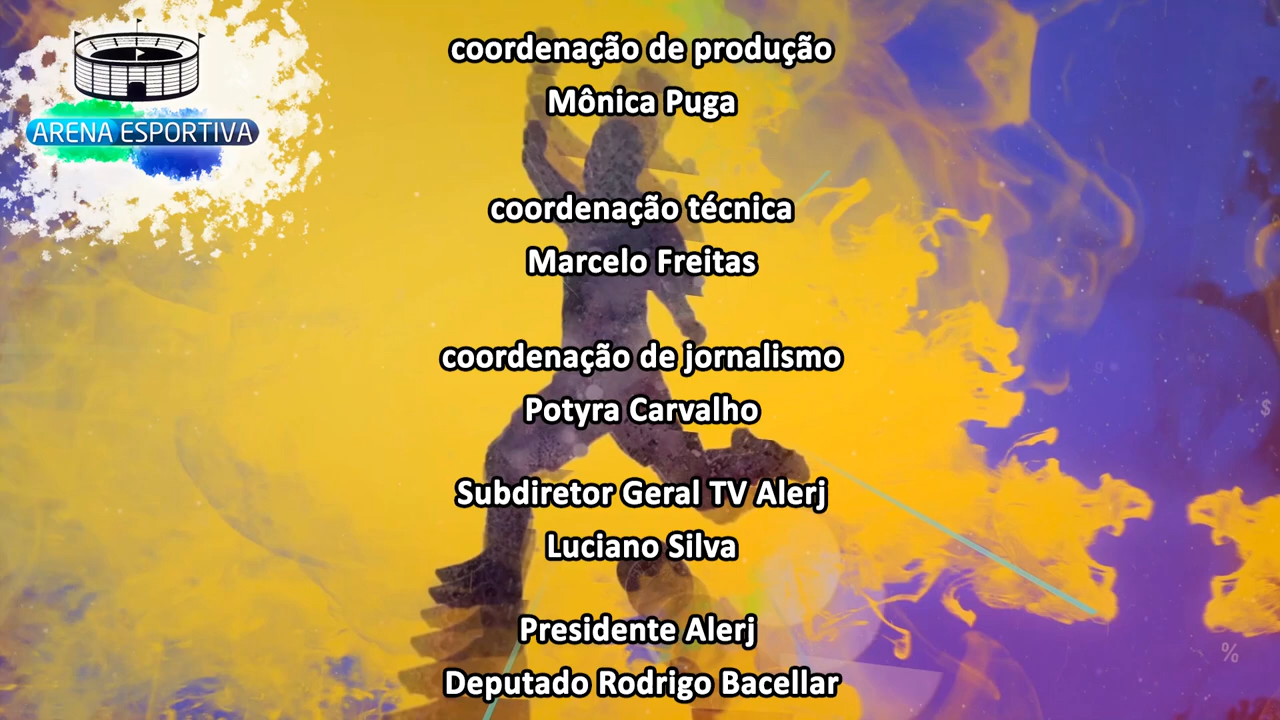 ARENA ESPORTIVA
coordenação de produção
Mônica Puga
coordenação técnica
Marcelo Freitas
coordenação de jornalismo
Potyra Carvalho
Subdiretor Geral TV Alerj
Luciano Silva
Presidente Alerj
Deputado Rodrigo Bacellar
$
%